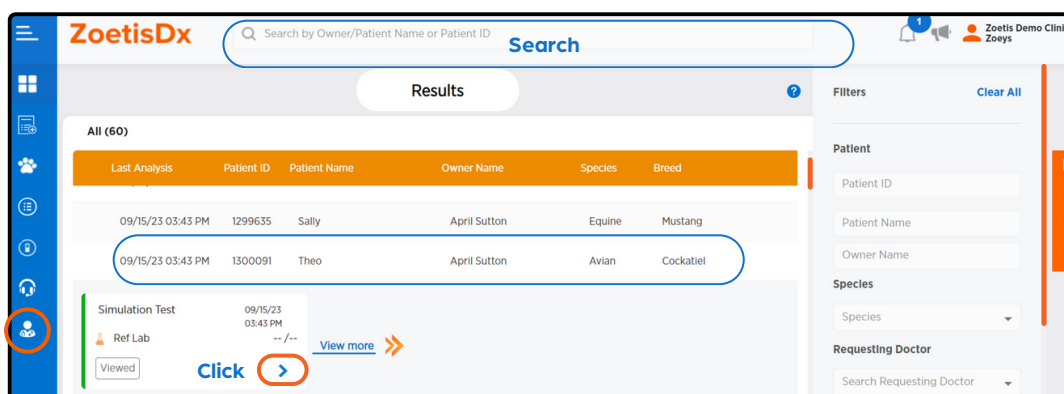 ZoetisDx
Search by Owner/Patient Name or Patient ID
Search
1
Zoetis Demo Clini
Zoeys
Results
?
Filters
Clear All
All (60)
Last Analysis Patient ID Patient Name Owner Name Species Breed
09/15/23 03:43 PM 1299635 Sally April Sutton Equine Mustang
09/15/23 03:43 PM 1300091 Theo April Sutton Avian Cockatiel
Simulation Test 09/15/23
03:43 PM
Ref Lab -- /--
View more
Viewed
Click
Patient
Patient ID
Patient Name
Owner Name
Species
Species
Requesting Doctor
Search Requesting Doctor